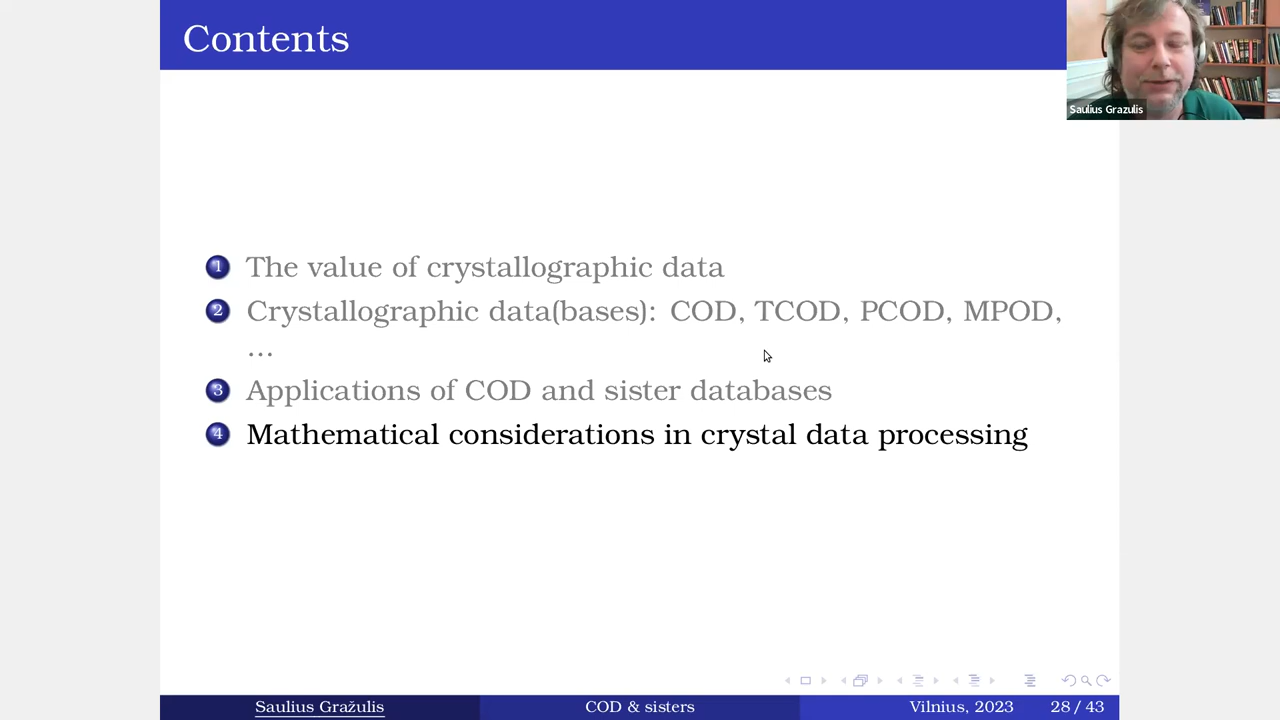 Contents
Saulius Grazulis
1 The value of crystallographic data
2 Crystallographic data(bases): COD, TCOD, PCOD, MPOD,
...
3 Applications of COD and sister databases
4 Mathematical considerations in crystal data processing
Saulius Gražulis COD & sisters Vilnius, 2023 28 / 43